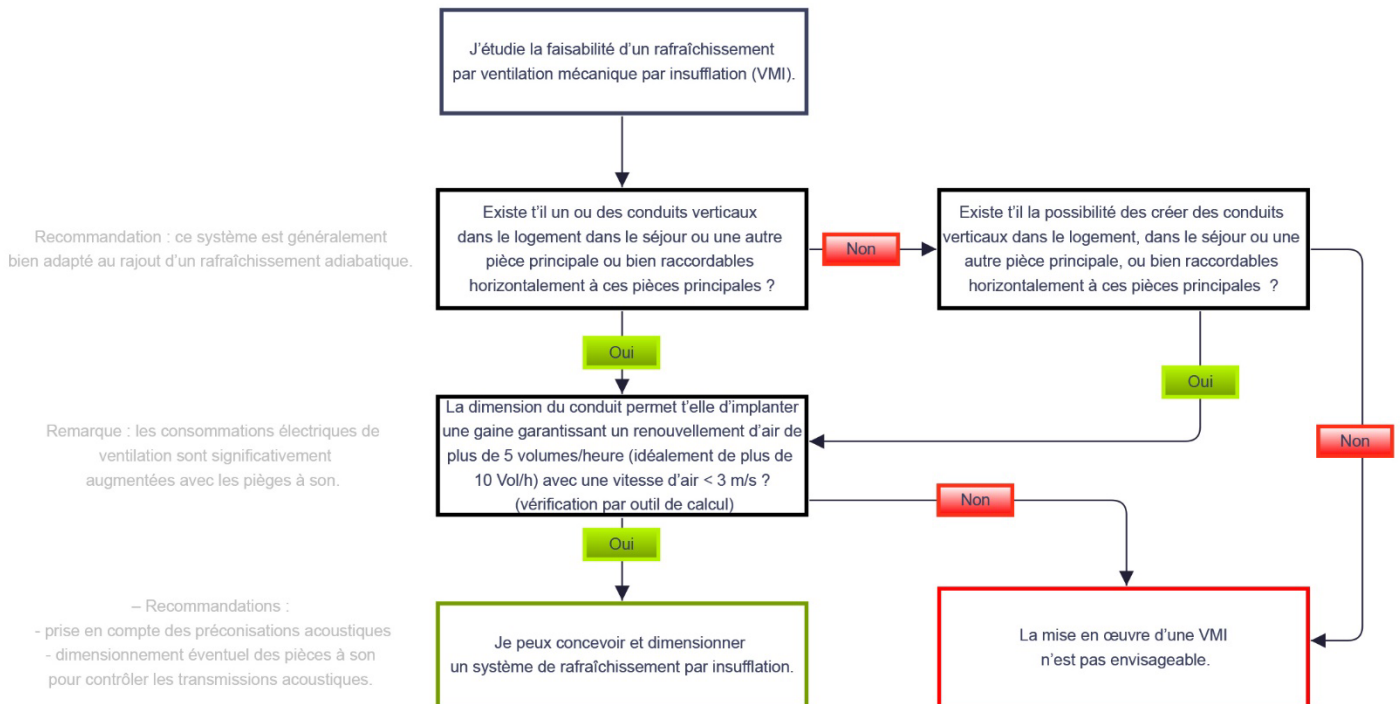 J’étudie la faisabilité d’un rafraîchissement
par ventilation mécanique par insufflation (VMI).
Recommandation : ce système est généralement
bien adapté au rajout d’un rafraîchissement adiabatique.
Existe t’il un ou des conduits verticaux
dans le logement dans le séjour ou une autre
pièce principale ou bien raccordables
horizontalement à ces pièces principales ?
Non
Existe t’il la possibilité des créer des conduits
verticaux dans le logement, dans le séjour ou une
autre pièce principale, ou bien raccordables
horizontalement à ces pièces principales ?
Oui
Oui
Non
Remarque : les consommations électriques de
ventilation sont significativement
augmentées avec les pièges à son.
La dimension du conduit permet t’elle d’implanter
une gaine garantissant un renouvellement d’air de
plus de 5 volumes/heure (idéalement de plus de
10 Vol/h) avec une vitesse d’air < 3 m/s ?
(vérification par outil de calcul)
Non
Oui
– Recommandations :
- prise en compte des préconisations acoustiques
- dimensionnement éventuel des pièces à son
pour contrôler les transmissions acoustiques.
Je peux concevoir et dimensionner
un système de rafraîchissement par insufflation.
La mise en œuvre d’une VMI
n’est pas envisageable.